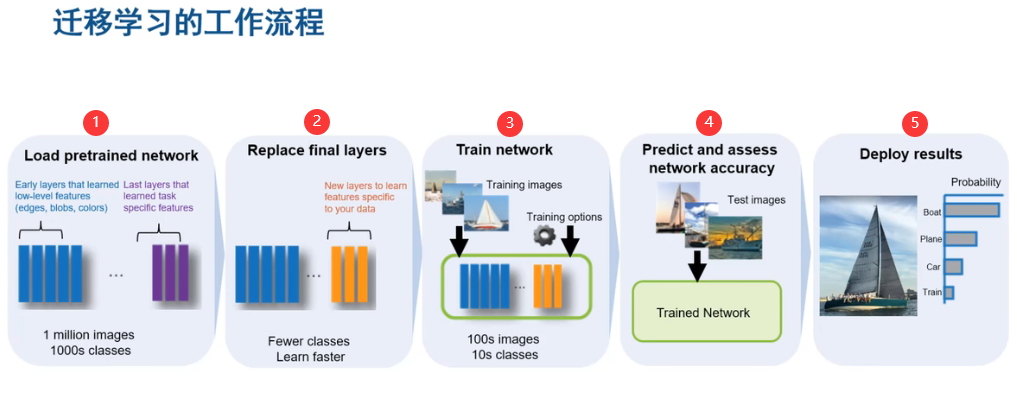 迁移学习的工作流程
1
Load pretrained network
Early layers that learned
low-level features
(edges, blobs, colors)
Last layers that
learned task
specific features
...
1 million images
1000s classes
2
Replace final layers
New layers to learn
features specific
to your data
...
Fewer classes
Learn faster
3
Train network
Training images
Training options
...
100s images
10s classes
4
Predict and assess
network accuracy
Test images
Trained Network
5
Deploy results
Probability
Boat
Plane
Car
Train